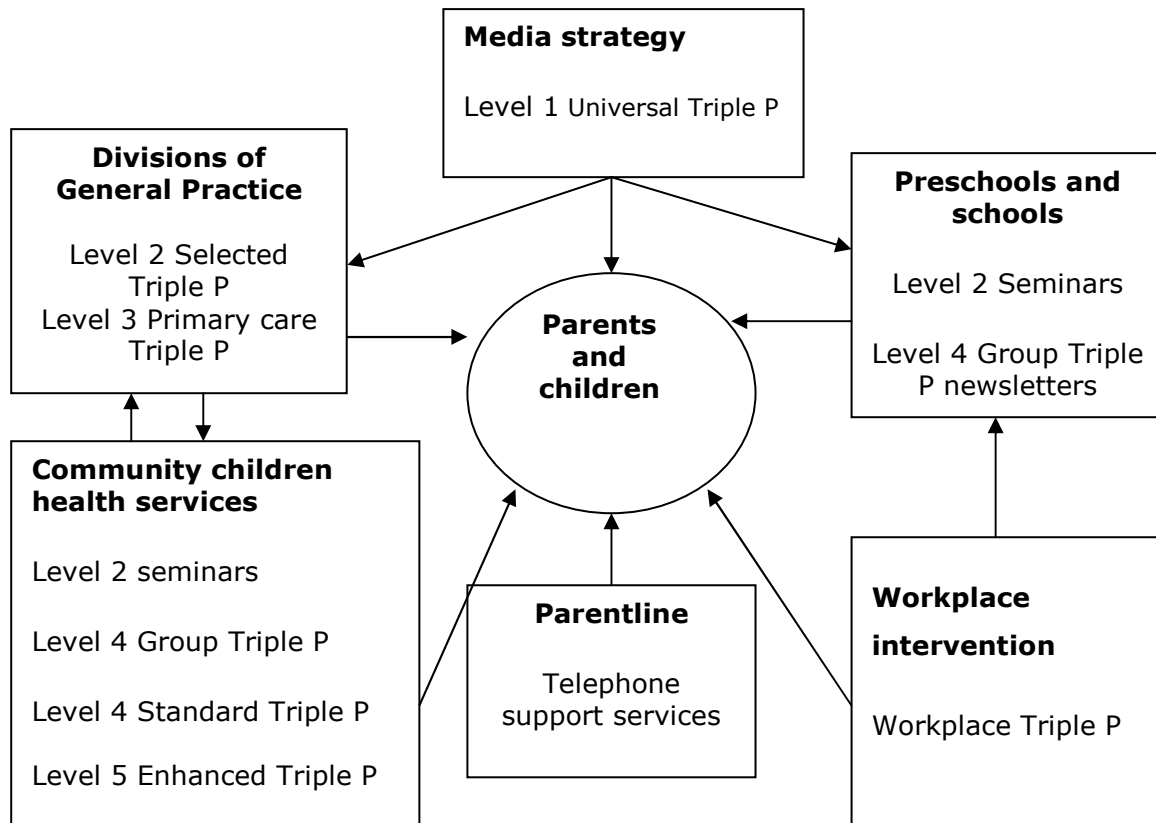 Media strategy
Level 1 Universal Triple P
Divisions of
General Practice
Level 2 Selected
Triple P
Level 3 Primary care
Triple P
Preschools and
schools
Level 2 Seminars
Level 4 Group Triple
P newsletters
Parents
and
children
Community children
health services
Level 2 seminars
Level 4 Group Triple P
Level 4 Standard Triple P
Level 5 Enhanced Triple P
Parentline
Telephone
support services
Workplace
intervention
Workplace Triple P